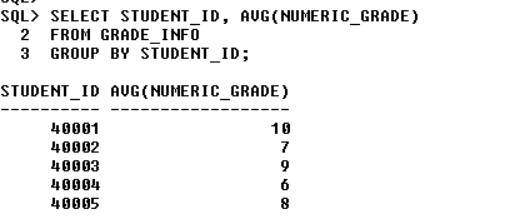 SQL> SELECT STUDENT_ID, AVG(NUMERIC_GRADE)
  2  FROM GRADE_INFO
  3  GROUP BY STUDENT_ID;

STUDENT_ID AVG(NUMERIC_GRADE)
---------- ------------------
     40001                 10
     40002                  7
     40003                  9
     40004                  6
     40005                  8